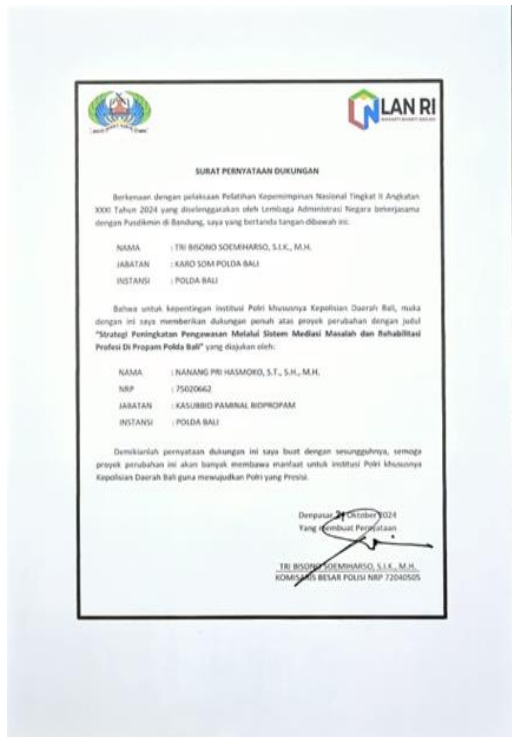 LAN RI
SURAT PERNYATAAN DUKUNGAN
Berkenaan dengan pelaksaan Pelatihan Kepemimpinan Nasional Tingkat II Angkatan
XXXI Tahun 2024 yang diselenggarakan oleh Lembaga Administrasi Negara bekerjasama
dengan Pusdikmin di Bandung, saya yang bertanda tangan dibawah ini:
NAMA : TRI BISONO SOEMIHARSO, S.I.K., M.H.
JABATAN : KARO SDM POLDA BALI
INSTANSI : POLDA BALI
Bahwa untuk kepentingan institusi Polri khususnya Kepolisian Daerah Bali, maka
dengan ini saya memberikan dukungan penuh atas proyek perubahan dengan judul
"Strategi Peningkatan Pengawasan Melalui Sistem Mediasi Masalah dan Rehabilitasi
Profesi Di Propam Polda Bali" yang diajukan oleh:
NAMA : NANANG PRI HASMOKO, S.T., S.H., M.H.
NRP : 75020662
JABATAN : KASUBBID PAMINAL BIDPROPAM
INSTANSI : POLDA BALI
Demikianlah pernyataan dukungan ini saya buat dengan sesungguhnya, semoga
proyek perubahan ini akan banyak membawa manfaat untuk institusi Polri khususnya
Kepolisian Daerah Bali guna mewujudkan Polri yang Presisi.
Denpasar, Oktober 2024
Yang membuat Pernyataan
TRI BISONO SOEMIHARSO, S.I.K., M.H.
KOMISARIS BESAR POLISI NRP 72040505